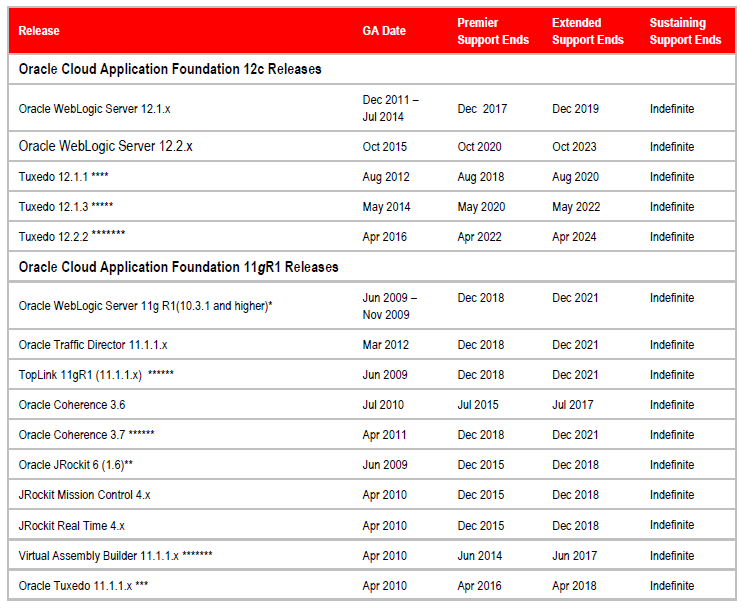 Release GA Date Premier Support Ends Extended Support Ends Sustaining Support Ends
Oracle Cloud Application Foundation 12c Releases
Oracle WebLogic Server 12.1.x Dec 2011 – Jul 2014 Dec 2017 Dec 2019 Indefinite
Oracle WebLogic Server 12.2.x Oct 2015 Oct 2020 Oct 2023 Indefinite
Tuxedo 12.1.1 **** Aug 2012 Aug 2018 Aug 2020 Indefinite
Tuxedo 12.1.3 ***** May 2014 May 2020 May 2022 Indefinite
Tuxedo 12.2.2 ******* Apr 2016 Apr 2022 Apr 2024 Indefinite
Oracle Cloud Application Foundation 11gR1 Releases
Oracle WebLogic Server 11g R1(10.3.1 and higher)* Jun 2009 – Nov 2009 Dec 2018 Dec 2021 Indefinite
Oracle Traffic Director 11.1.1.x Mar 2012 Dec 2018 Dec 2021 Indefinite
TopLink 11gR1 (11.1.1.x) ****** Jun 2009 Dec 2018 Dec 2021 Indefinite
Oracle Coherence 3.6 Jul 2010 Jul 2015 Jul 2017 Indefinite
Oracle Coherence 3.7 ****** Apr 2011 Dec 2018 Dec 2021 Indefinite
Oracle JRockit 6 (1.6)** Jun 2009 Dec 2015 Dec 2018 Indefinite
JRockit Mission Control 4.x Apr 2010 Dec 2015 Dec 2018 Indefinite
JRockit Real Time 4.x Apr 2010 Dec 2015 Dec 2018 Indefinite
Virtual Assembly Builder 11.1.1.x ******* Apr 2010 Jun 2014 Jun 2017 Indefinite
Oracle Tuxedo 11.1.1.x *** Apr 2010 Apr 2016 Apr 2018 Indefinite